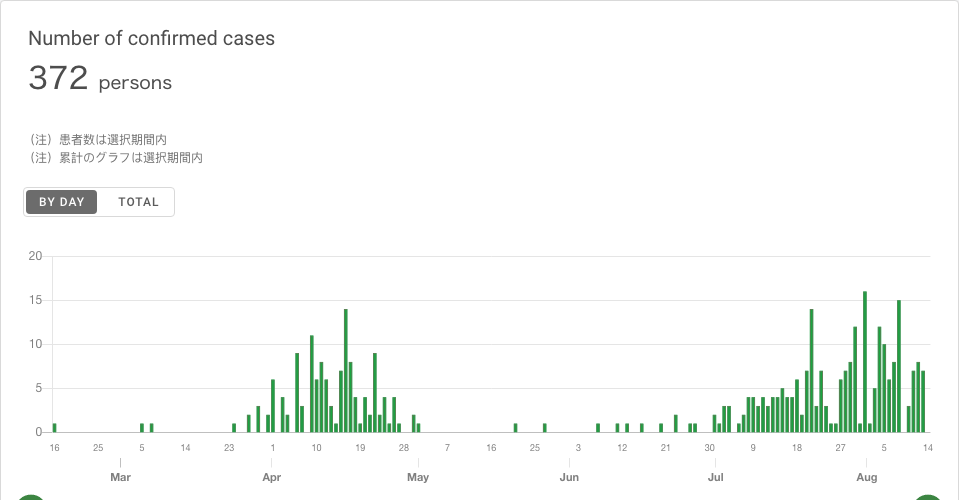 Number of confirmed cases
372 persons
（注）患者数は選択期間内
（注）累計のグラフは選択期間内
BY DAY TOTAL
20
15
10
5
0
16 25 5 14 23 1 10 19 28 7 16 25 3 12 21 30 9 18 27 5 14
Mar Apr May Jun Jul Aug